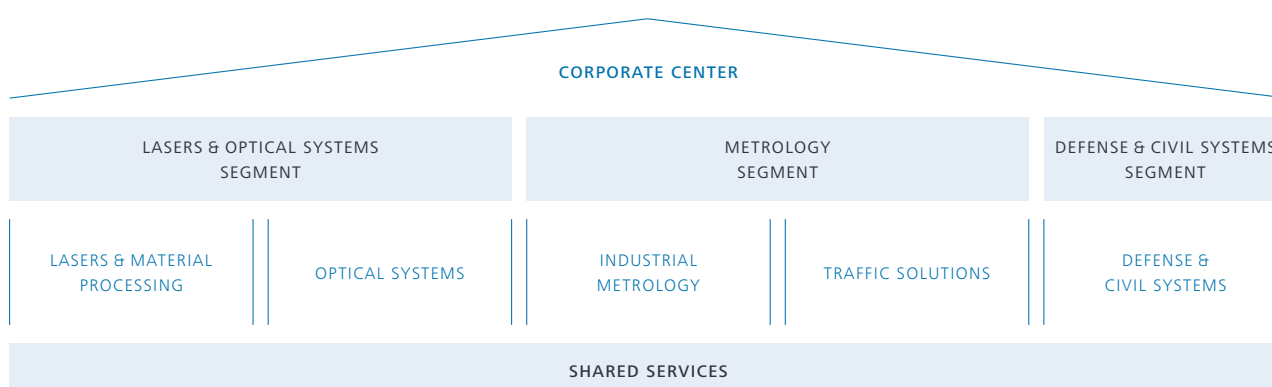 CORPORATE CENTER
LASERS & OPTICAL SYSTEMS
SEGMENT
METROLOGY
SEGMENT
DEFENSE & CIVIL SYSTEMS
SEGMENT
LASERS & MATERIAL
PROCESSING
OPTICAL SYSTEMS
INDUSTRIAL
METROLOGY
TRAFFIC SOLUTIONS
DEFENSE &
CIVIL SYSTEMS
SHARED SERVICES